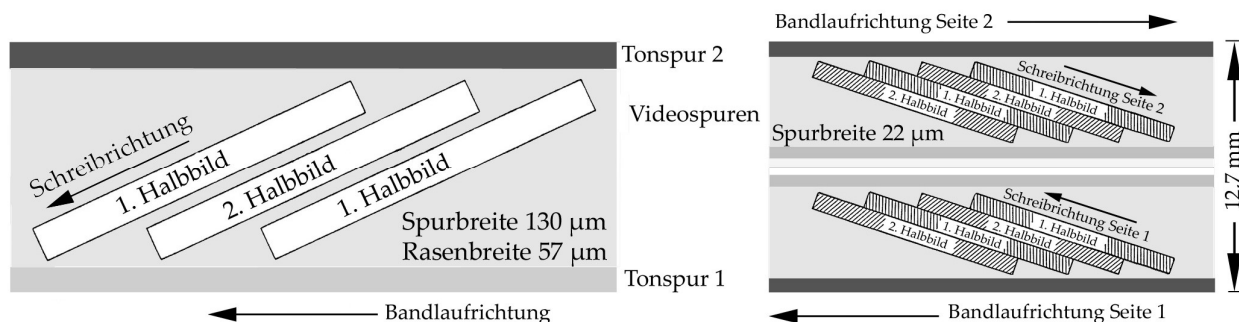 Tonspur 2
Videospuren
Schreibrichtung
1. Halbbild
2. Halbbild
1. Halbbild
Spurbreite 130 µm
Rasenbreite 57 µm
Tonspur 1
Bandlaufrichtung
Bandlaufrichtung Seite 2
Schreibrichtung Seite 2
2. Halbbild
1. Halbbild
2. Halbbild
1. Halbbild
Spurbreite 22 µm
12,7 mm
Schreibrichtung Seite 1
2. Halbbild
1. Halbbild
2. Halbbild
1. Halbbild
Bandlaufrichtung Seite 1